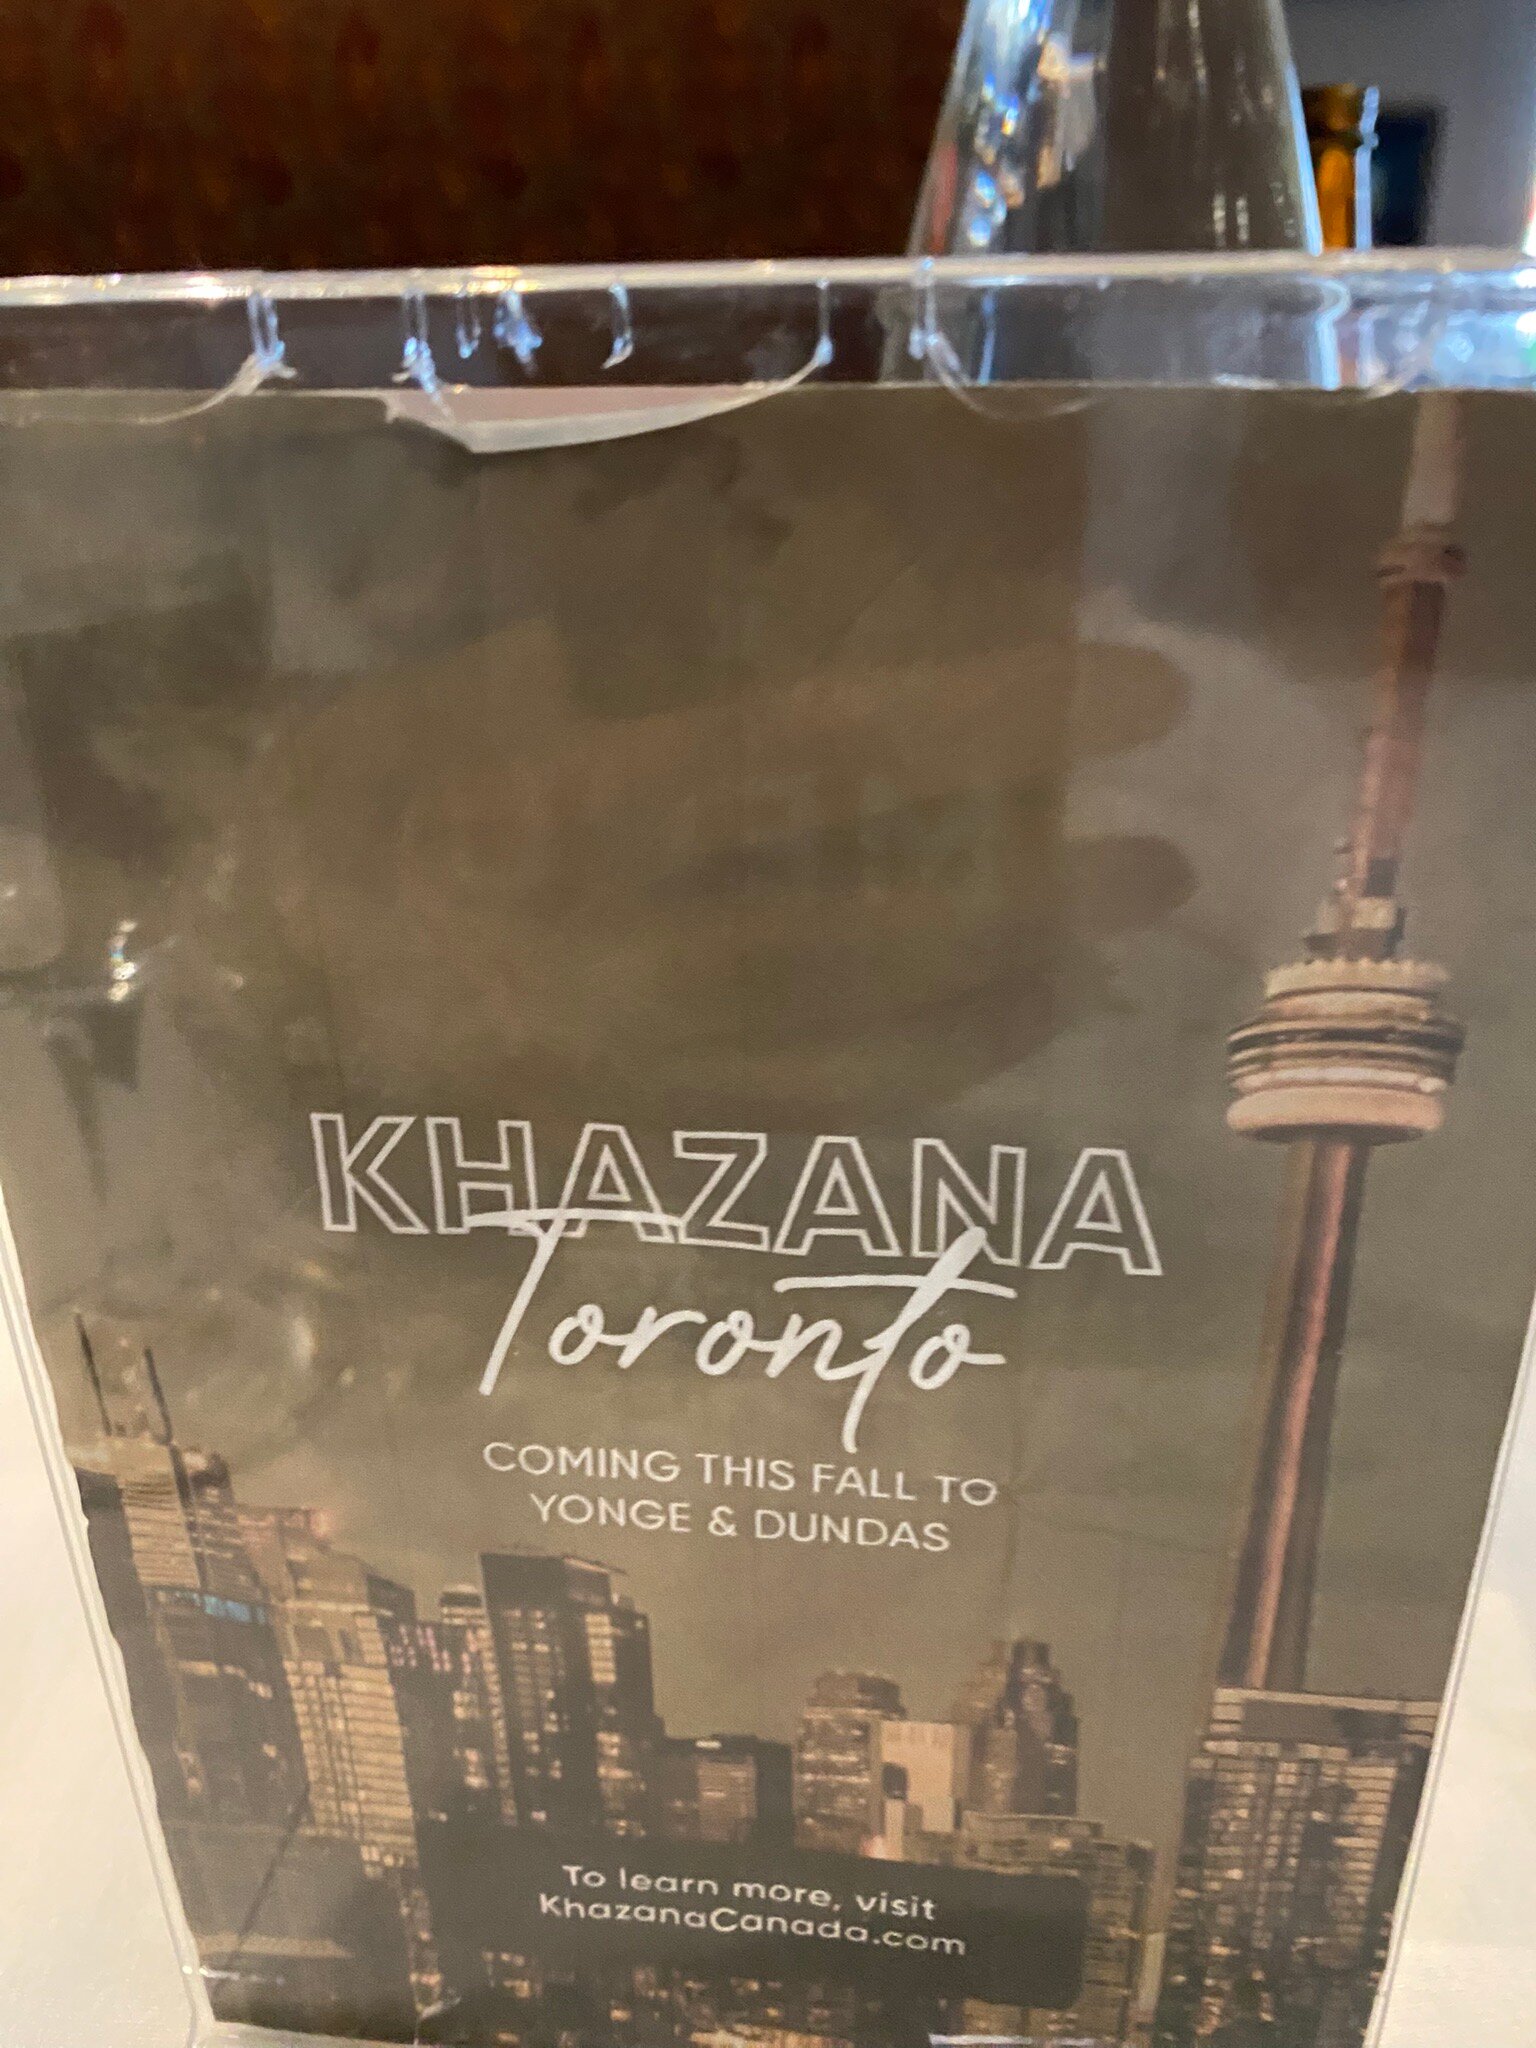 KHAZANA
Toronto
COMING THIS FALL TO
YONGE & DUNDAS
To learn more, visit
KhazanaCanada.com